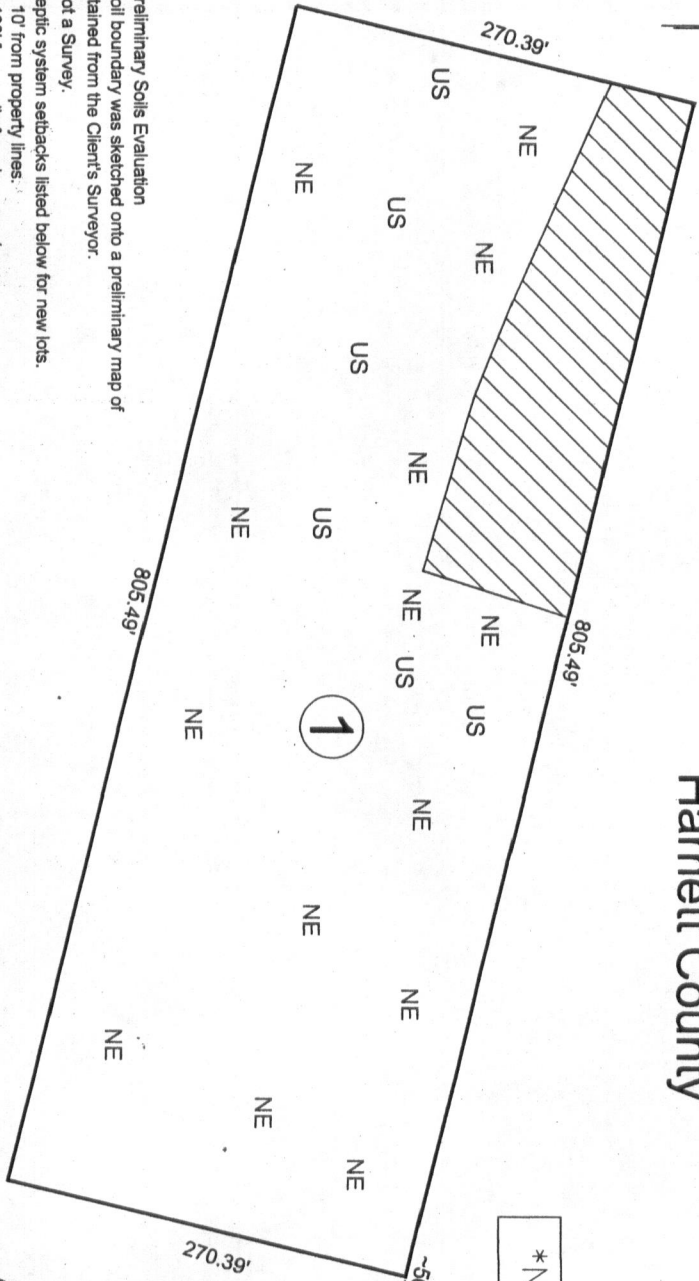 Harnett County
270.39'
805.49'
805.49'
270.39'
US
NE
NE
US
NE
US
NE
NE
US
NE
NE
US
US
1
NE
NE
NE
NE
NE
NE
NE
reliminary Soils Evaluation
oil boundary was sketched onto a preliminary map of
tained from the Client's Surveyor.
ot a Survey.
eptic system setbacks listed below for new lots.
10' from property lines.